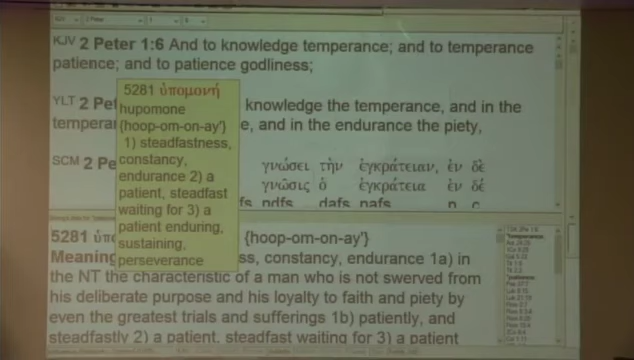 KJV 2 Peter 1:6 And to knowledge temperance; and to temperance
patience; and to patience godliness;
YLT 2 Pet
knowledge the temperance, and in the
tempera
e, and in the endurance the piety,
SCM 2 Pe
γνώσει τὴν ἐγκράτειαν, ἐν δὲ
γνῶσις ὁ ἐγκράτεια ἐν δέ
ndfs dafs nafs
5281 ὑπομονή
hupomone
{hoop-om-on-ay'}
1) steadfastness,
constancy,
endurance 2) a
patient, steadfast
waiting for 3) a
patient enduring,
sustaining,
perseverance
5281 ὑπ
{hoop-om-on-ay'}
Meaning
ss, constancy, endurance 1a) in
the NT the characteristic of a man who is not swerved from
his deliberate purpose and his loyalty to faith and piety by
even the greatest trials and sufferings 1b) patiently, and
steadfastly 2) a patient, steadfast waiting for 3) a patient